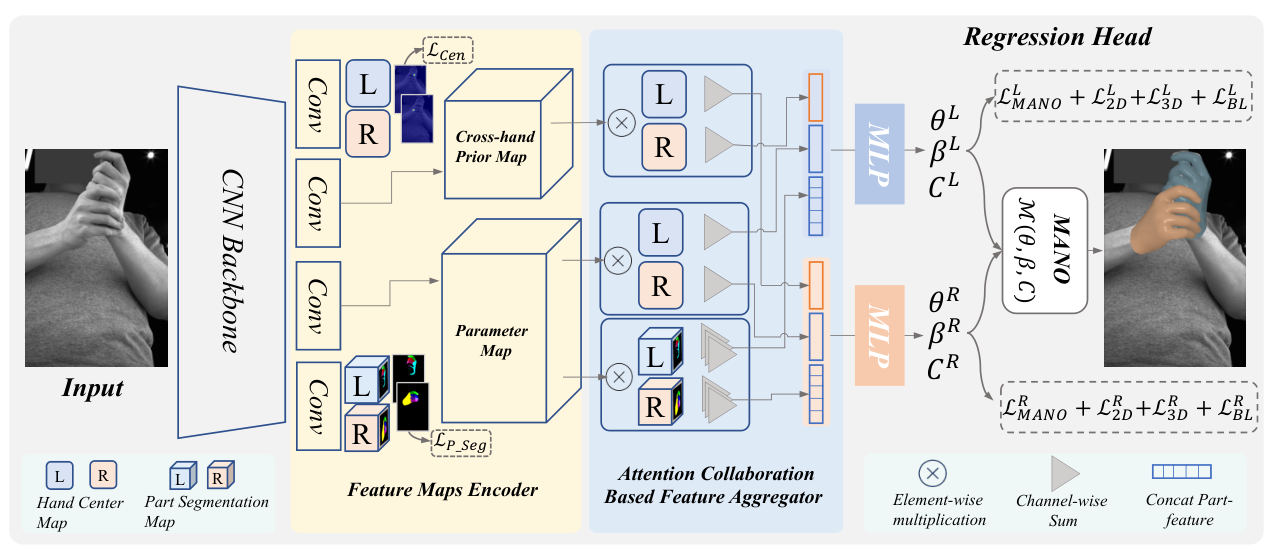 Regression Head
Input
CNN Backbone
Conv
Conv
Conv
Conv
L
R
L
R
ℒ_Cen
ℒ_P_Seg
Cross-hand
Prior Map
Parameter
Map
Feature Maps Encoder
L
R
L
R
L
R
Attention Collaboration
Based Feature Aggregator
MLP
MLP
θ^L
β^L
C^L
θ^R
β^R
C^R
ℒ^L_MANO + ℒ^L_2D+ℒ^L_3D + ℒ^L_BL
MANO
ℳ(θ, β, C)
ℒ^R_MANO + ℒ^R_2D+ℒ^R_3D + ℒ^R_BL
L
R
Hand Center
Map
L
R
Part Segmentation
Map
Element-wise
multiplication
Channel-wise
Sum
Concat Part-
feature